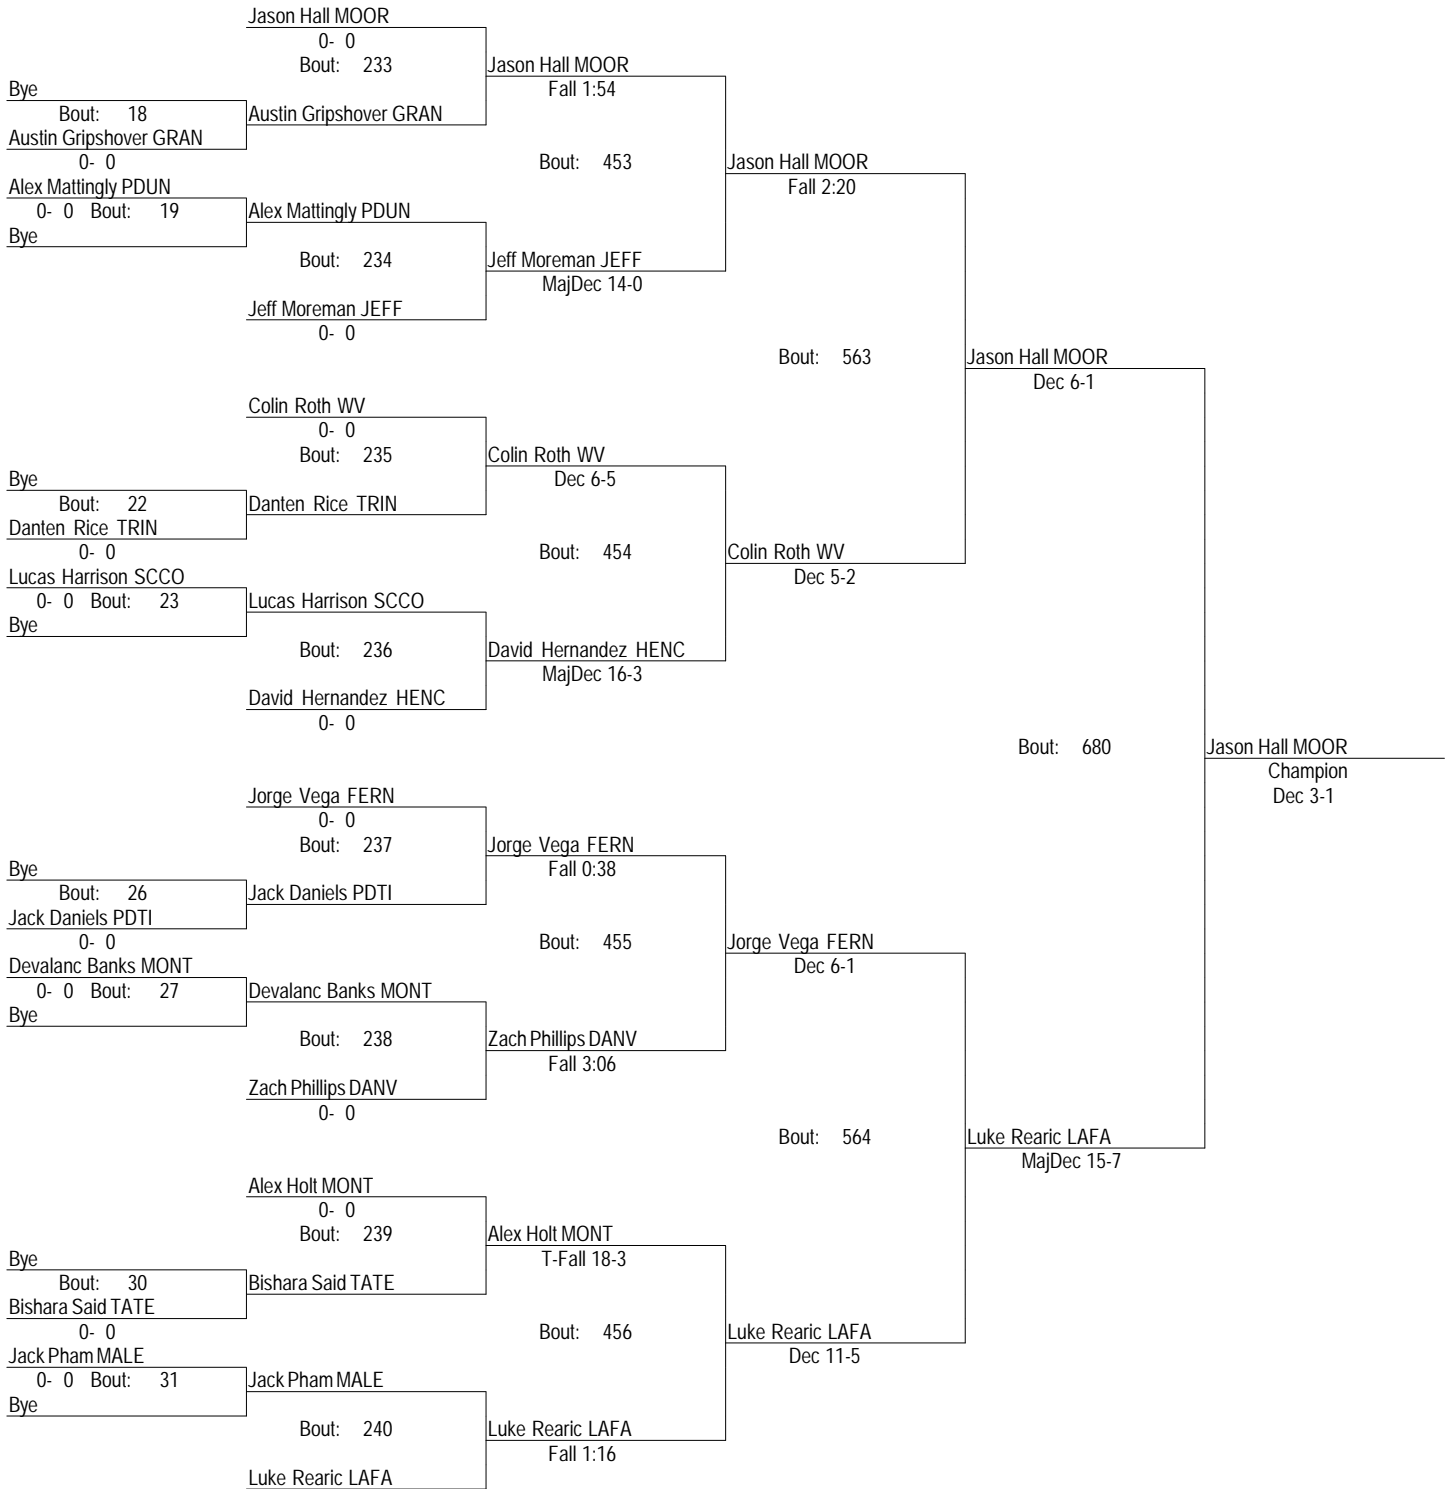 Jason Hall MOOR
0- 0
Bout: 233
Jason Hall MOOR
Fall 1:54
Bye
Bout: 18
Austin Gripshover GRAN
Austin Gripshover GRAN
0- 0
Bout: 453
Jason Hall MOOR
Fall 2:20
Alex Mattingly PDUN
0- 0 Bout: 19
Alex Mattingly PDUN
Bye
Bout: 234
Jeff Moreman JEFF
MajDec 14-0
Jeff Moreman JEFF
0- 0
Bout: 563
Jason Hall MOOR
Dec 6-1
Colin Roth WV
0- 0
Bout: 235
Colin Roth WV
Dec 6-5
Bye
Bout: 22
Danten Rice TRIN
Danten Rice TRIN
0- 0
Bout: 454
Colin Roth WV
Dec 5-2
Lucas Harrison SCCO
0- 0 Bout: 23
Lucas Harrison SCCO
Bye
Bout: 236
David Hernandez HENC
MajDec 16-3
David Hernandez HENC
0- 0
Bout: 680
Jason Hall MOOR
Champion
Dec 3-1
Jorge Vega FERN
0- 0
Bout: 237
Jorge Vega FERN
Fall 0:38
Bye
Bout: 26
Jack Daniels PDTI
Jack Daniels PDTI
0- 0
Bout: 455
Jorge Vega FERN
Dec 6-1
Devalanc Banks MONT
0- 0 Bout: 27
Devalanc Banks MONT
Bye
Bout: 238
Zach Phillips DANV
Fall 3:06
Zach Phillips DANV
0- 0
Bout: 564
Luke Rearic LAFA
MajDec 15-7
Alex Holt MONT
0- 0
Bout: 239
Alex Holt MONT
T-Fall 18-3
Bye
Bout: 30
Bishara Said TATE
Bishara Said TATE
0- 0
Bout: 456
Luke Rearic LAFA
Dec 11-5
Jack Pham MALE
0- 0 Bout: 31
Jack Pham MALE
Bye
Bout: 240
Luke Rearic LAFA
Fall 1:16
Luke Rearic LAFA